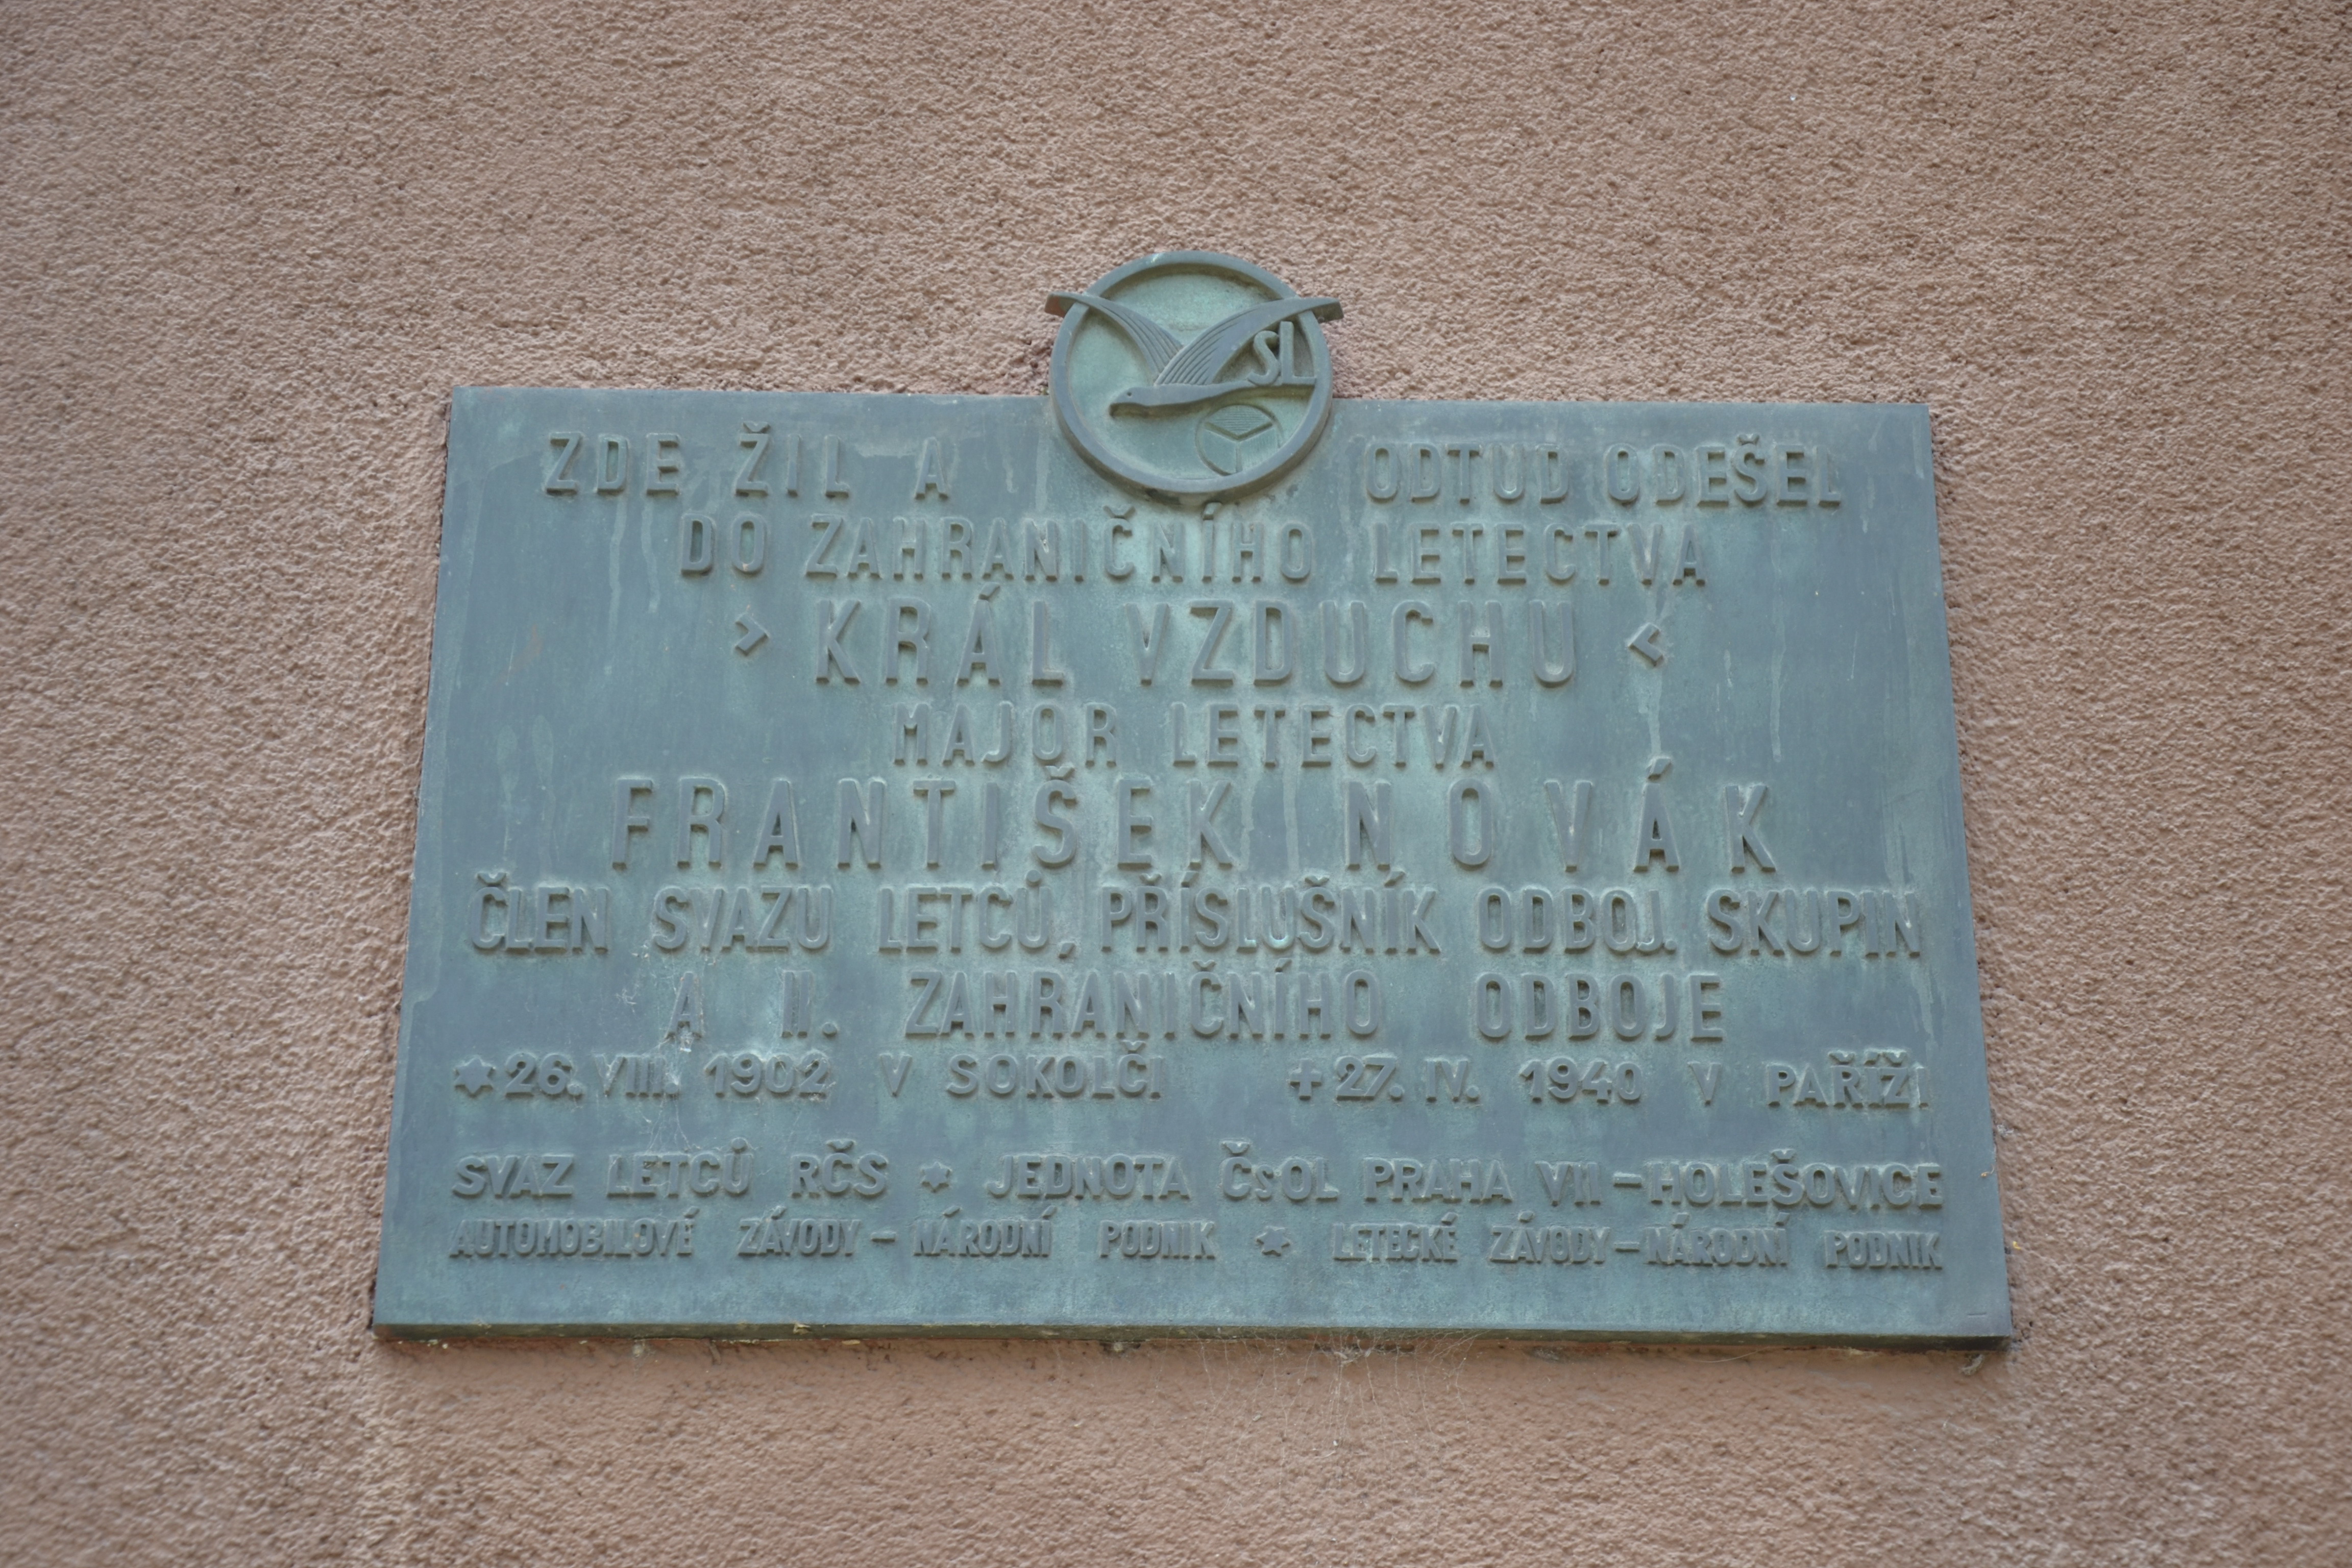 SL
ZDE ŽIL A ODTUD ODEŠEL
DO ZAHRANIČNÍHO LETECTVA
> KRÁL VZDUCHU <
MAJOR LETECTVA
FRANTIŠEK NOVÁK
ČLEN SVAZU LETCŮ, PŘÍSLUŠNÍK ODBOJ. SKUPIN
A II. ZAHRANIČNÍHO ODBOJE
✶ 26. VIII. 1902 V SOKOLČI + 27. IV. 1940 V PAŘÍŽI
SVAZ LETCŮ RČS ✶ JEDNOTA ČsOL PRAHA VII – HOLEŠOVICE
AUTOMOBILOVÉ ZÁVODY – NÁRODNÍ PODNIK ✶ LETECKÉ ZÁVODY – NÁRODNÍ PODNIK